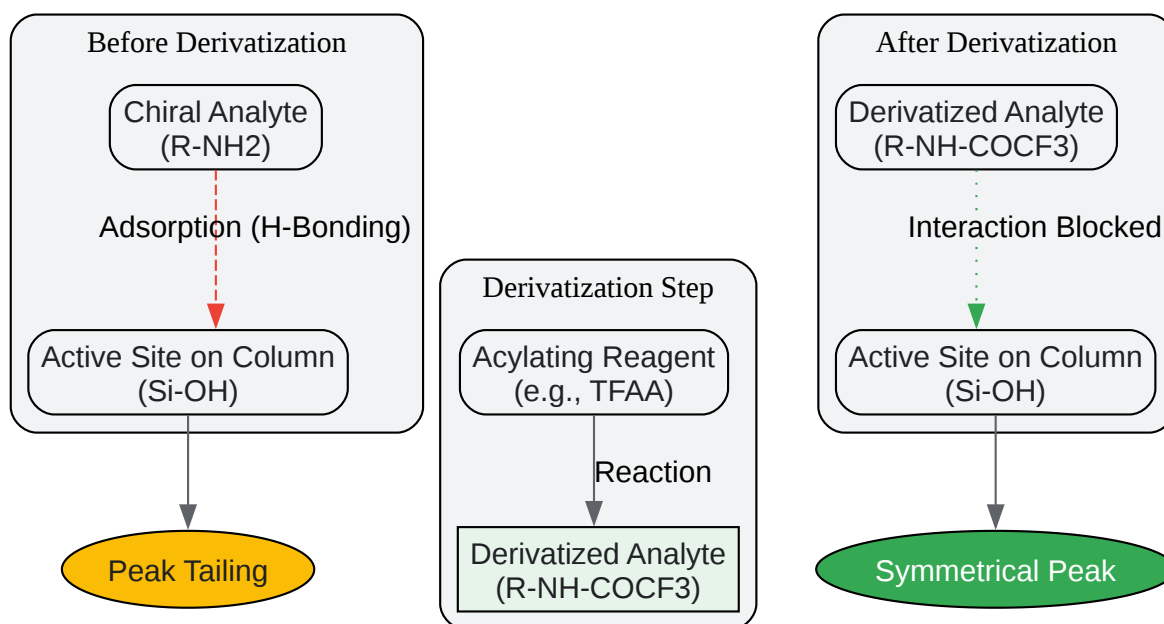 Before Derivatization
Chiral Analyte
(R-NH2)
Adsorption (H-Bonding)
Active Site on Column
(Si-OH)
Peak Tailing
Derivatization Step
Acylating Reagent
(e.g., TFAA)
Reaction
Derivatized Analyte
(R-NH-COCF3)
After Derivatization
Derivatized Analyte
(R-NH-COCF3)
Interaction Blocked
Active Site on Column
(Si-OH)
Symmetrical Peak